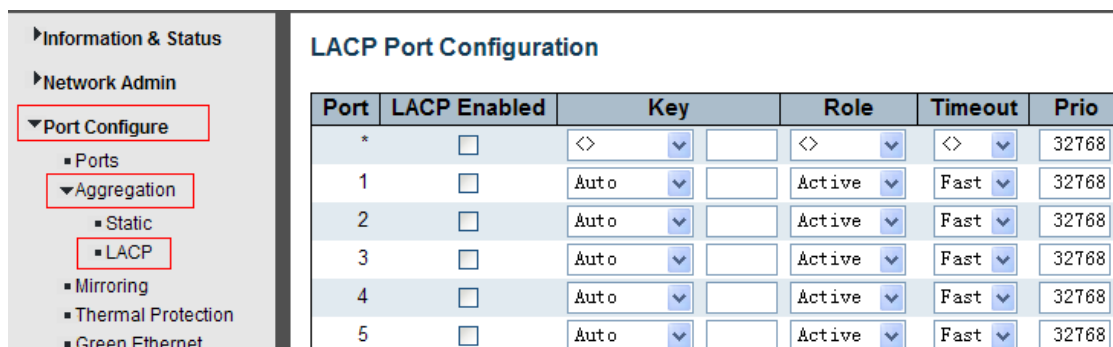 Information & Status
Network Admin
Port Configure
Ports
Aggregation
Static
LACP
Mirroring
Thermal Protection
Green Ethernet
LACP Port Configuration
Port LACP Enabled Key Role Timeout Prio
* <> <> <> 32768
1 Auto Active Fast 32768
2 Auto Active Fast 32768
3 Auto Active Fast 32768
4 Auto Active Fast 32768
5 Auto Active Fast 32768